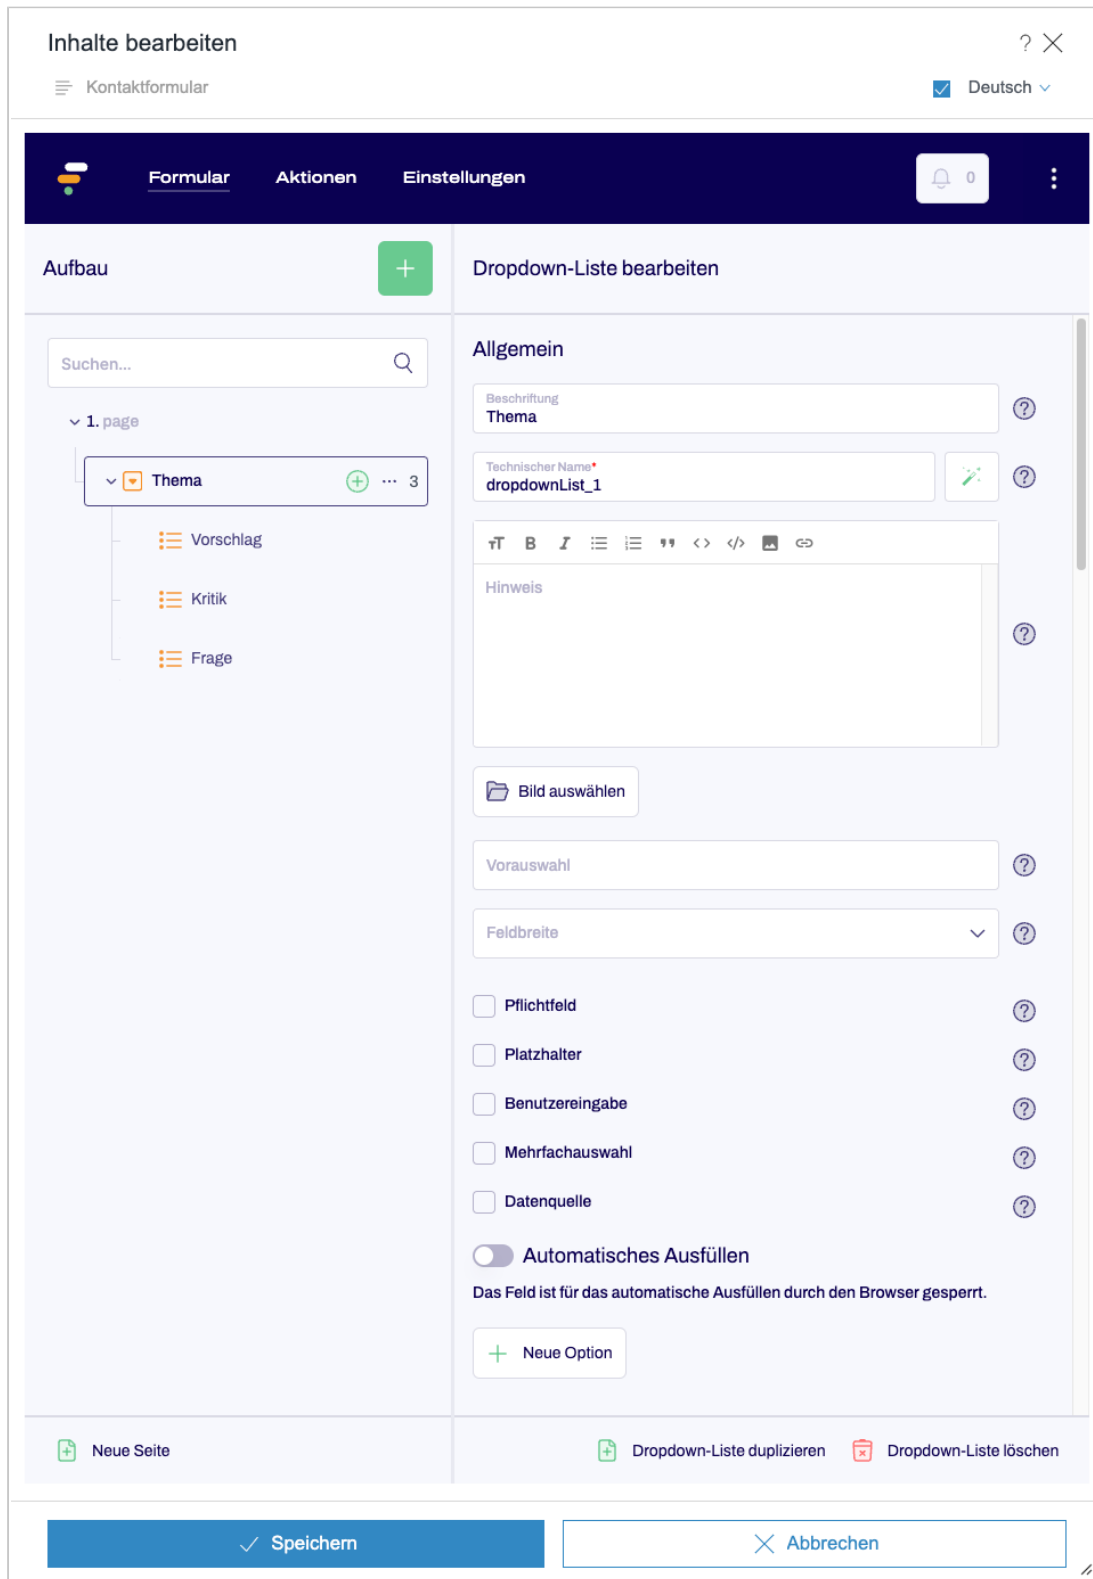 Inhalte bearbeiten
?
Kontaktformular
Deutsch
Formular
Aktionen
Einstellungen
0
Aufbau
+
Dropdown-Liste bearbeiten
Suchen...
1. page
Thema
3
Vorschlag
Kritik
Frage
Allgemein
Beschriftung
Thema
Technischer Name*
dropdownList_1
Hinweis
Bild auswählen
Vorauswahl
Feldbreite
Pflichtfeld
Platzhalter
Benutzereingabe
Mehrfachauswahl
Datenquelle
Automatisches Ausfüllen
Das Feld ist für das automatische Ausfüllen durch den Browser gesperrt.
Neue Option
Neue Seite
Dropdown-Liste duplizieren
Dropdown-Liste löschen
Speichern
Abbrechen